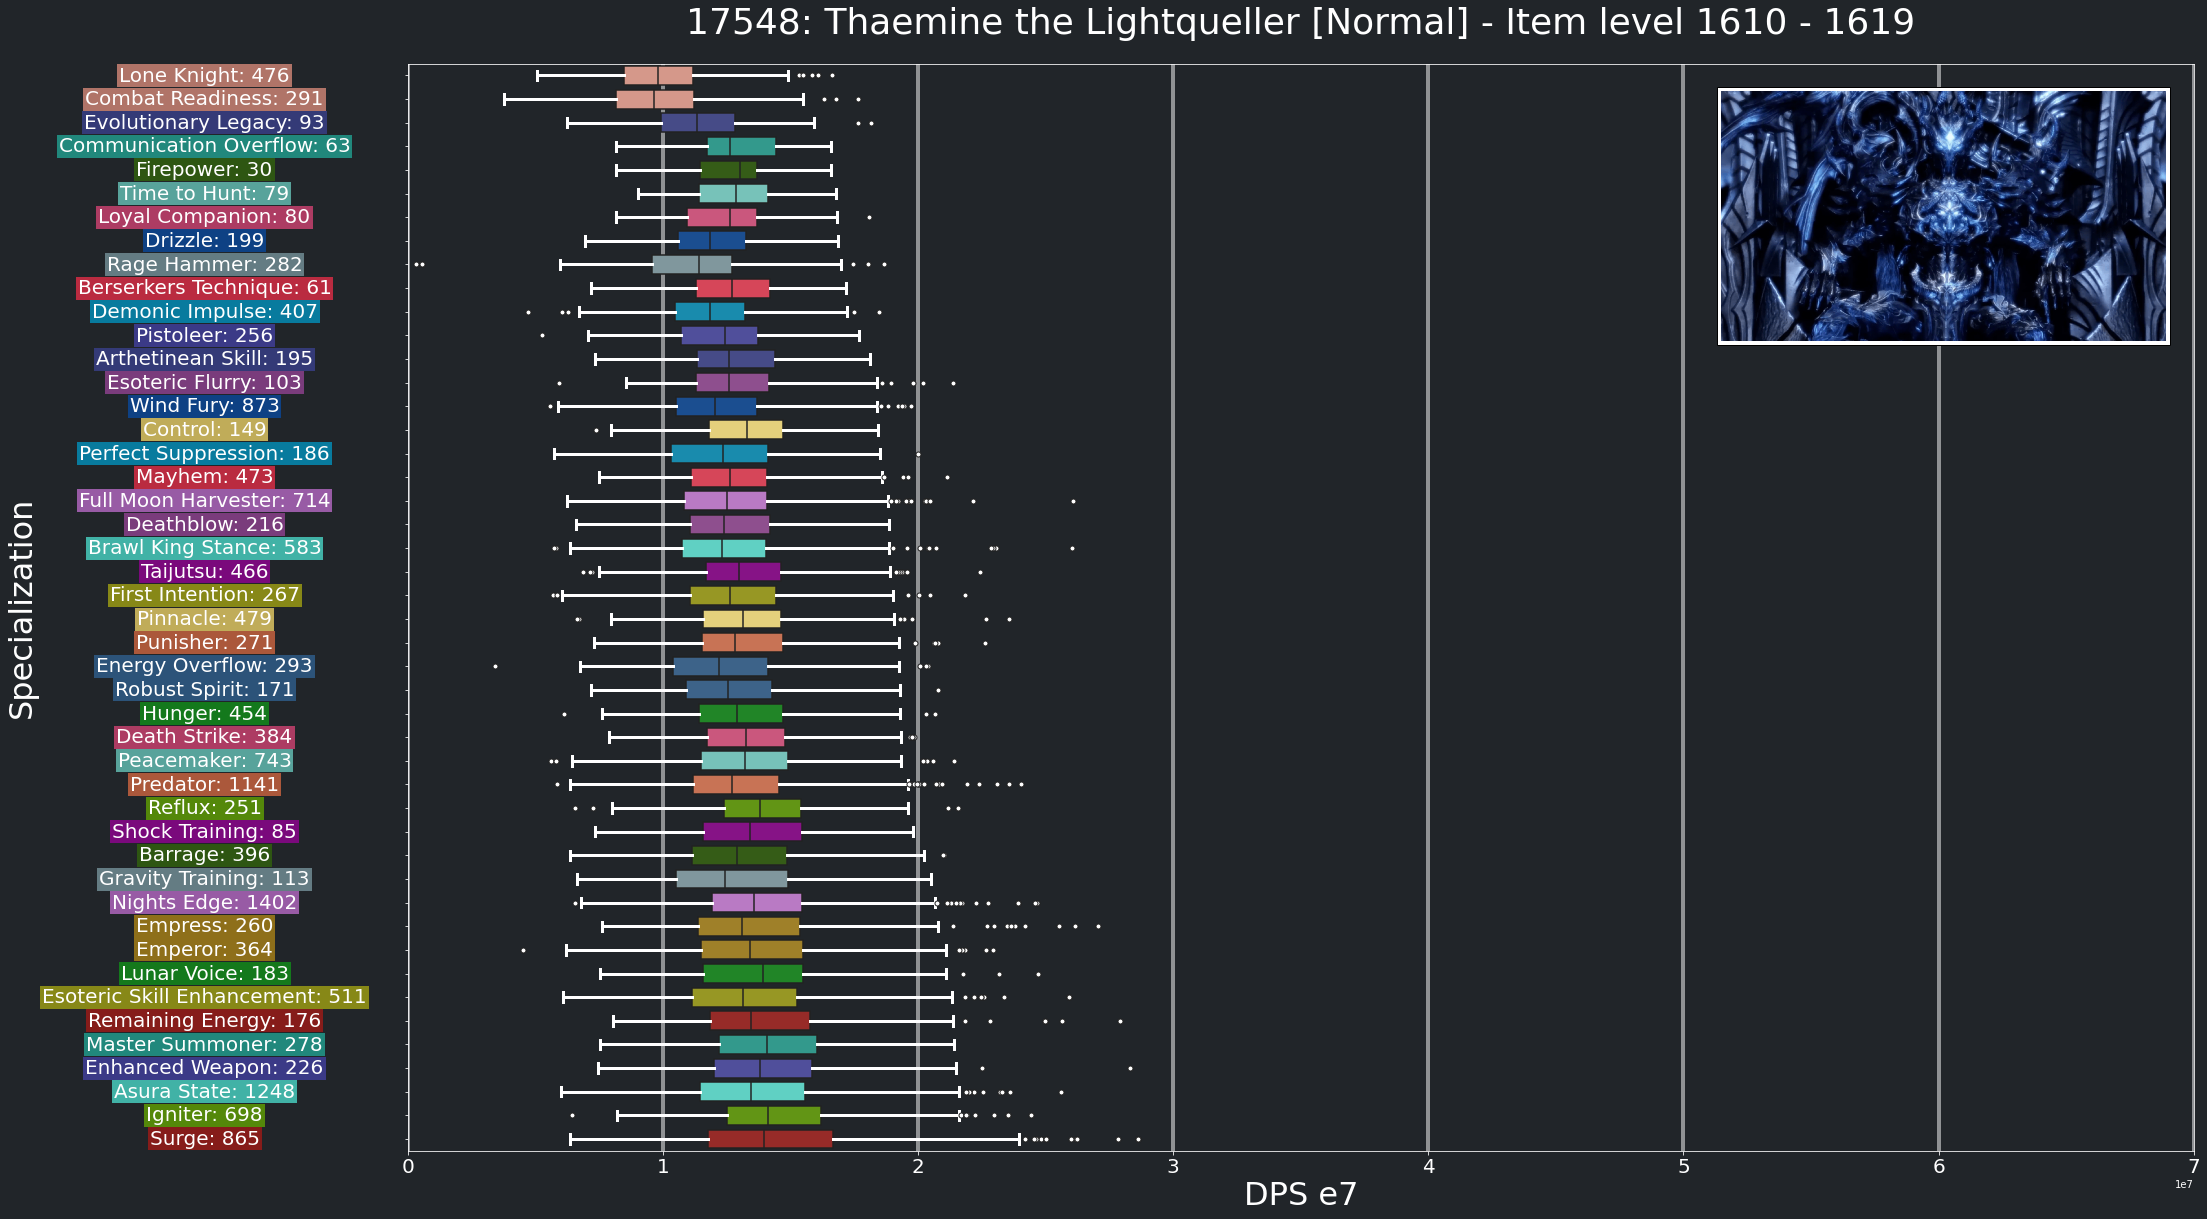 17548: Thaemine the Lightqueller [Normal] - Item level 1610 - 1619
Lone Knight: 476
Combat Readiness: 291
Evolutionary Legacy: 93
Communication Overflow: 63
Firepower: 30
Time to Hunt: 79
Loyal Companion: 80
Drizzle: 199
Rage Hammer: 282
Berserkers Technique: 61
Demonic Impulse: 407
Pistoleer: 256
Arthetinean Skill: 195
Esoteric Flurry: 103
Wind Fury: 873
Control: 149
Perfect Suppression: 186
Mayhem: 473
Full Moon Harvester: 714
Deathblow: 216
Brawl King Stance: 583
Taijutsu: 466
First Intention: 267
Pinnacle: 479
Punisher: 271
Energy Overflow: 293
Robust Spirit: 171
Hunger: 454
Death Strike: 384
Peacemaker: 743
Predator: 1141
Reflux: 251
Shock Training: 85
Barrage: 396
Gravity Training: 113
Nights Edge: 1402
Empress: 260
Emperor: 364
Lunar Voice: 183
Esoteric Skill Enhancement: 511
Remaining Energy: 176
Master Summoner: 278
Enhanced Weapon: 226
Asura State: 1248
Igniter: 698
Surge: 865
Specialization
0 1 2 3 4 5 6 7
1e7
DPS e7